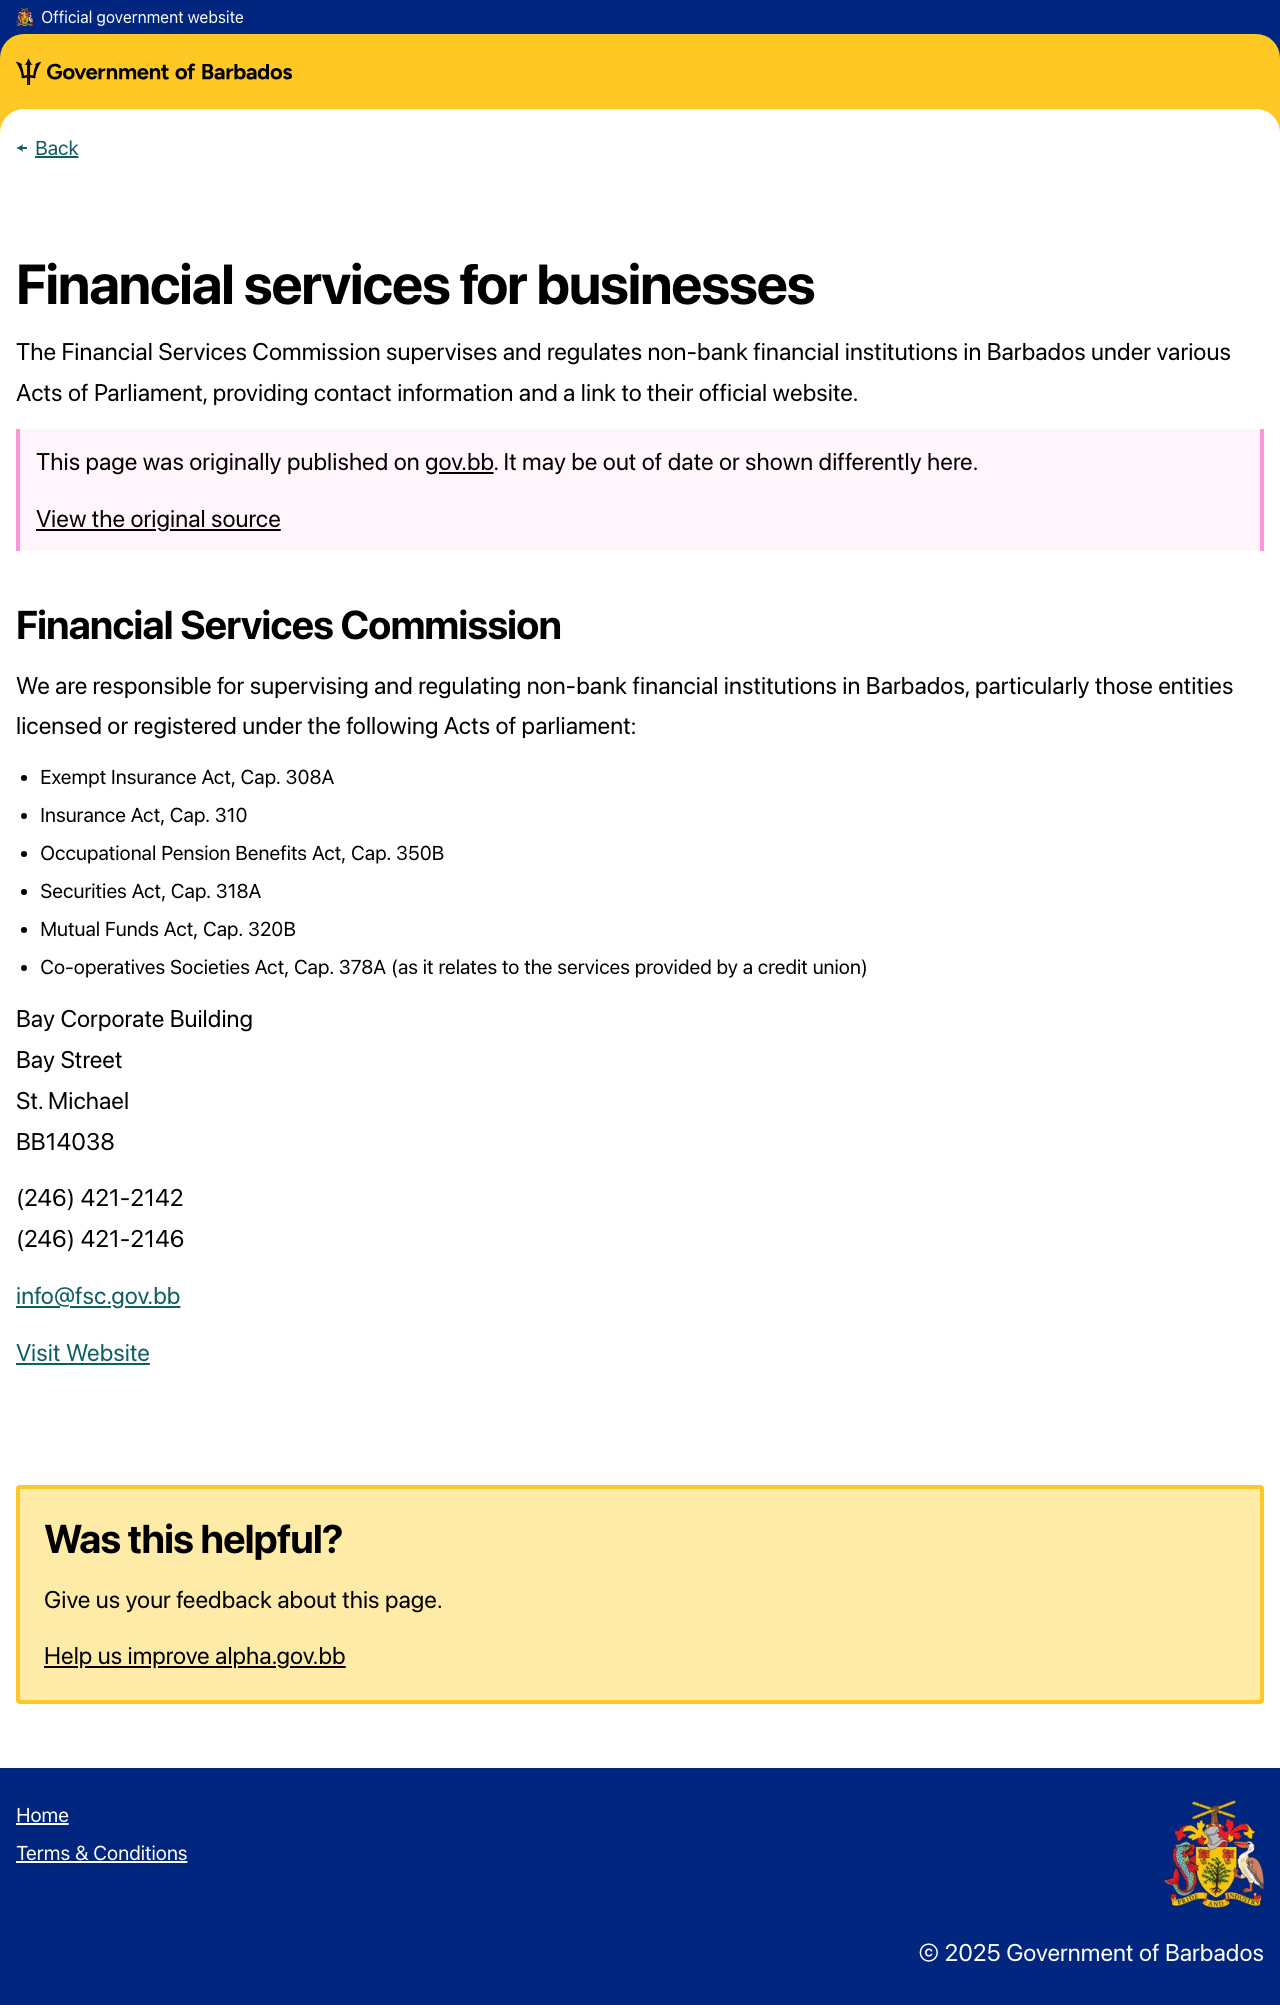 Official government website
Government of Barbados
Back
Financial services for businesses
The Financial Services Commission supervises and regulates non-bank financial institutions in Barbados under various
Acts of Parliament, providing contact information and a link to their official website.
This page was originally published on gov.bb. It may be out of date or shown differently here.
View the original source
Financial Services Commission
We are responsible for supervising and regulating non-bank financial institutions in Barbados, particularly those entities
licensed or registered under the following Acts of parliament:
• Exempt Insurance Act, Cap. 308A
• Insurance Act, Cap. 310
• Occupational Pension Benefits Act, Cap. 350B
• Securities Act, Cap. 318A
• Mutual Funds Act, Cap. 320B
• Co-operatives Societies Act, Cap. 378A (as it relates to the services provided by a credit union)
Bay Corporate Building
Bay Street
St. Michael
BB14038
(246) 421-2142
(246) 421-2146
info@fsc.gov.bb
Visit Website
Was this helpful?
Give us your feedback about this page.
Help us improve alpha.gov.bb
Home
Terms & Conditions
PRIDE AND INDUSTRY
© 2025 Government of Barbados